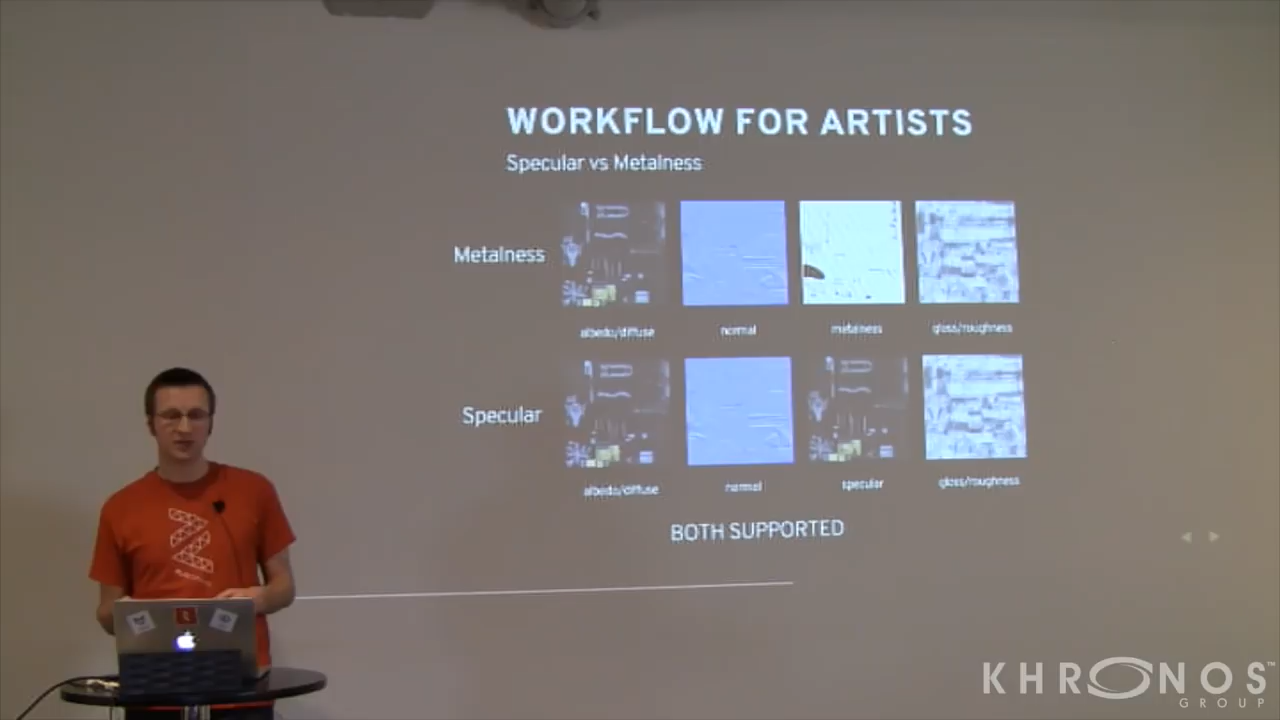 WORKFLOW FOR ARTISTS
Specular vs Metalness
Metalness
albedo/diffuse
normal
metalness
gloss/roughness
Specular
albedo/diffuse
normal
specular
gloss/roughness
BOTH SUPPORTED
KHRONOS™
GROUP